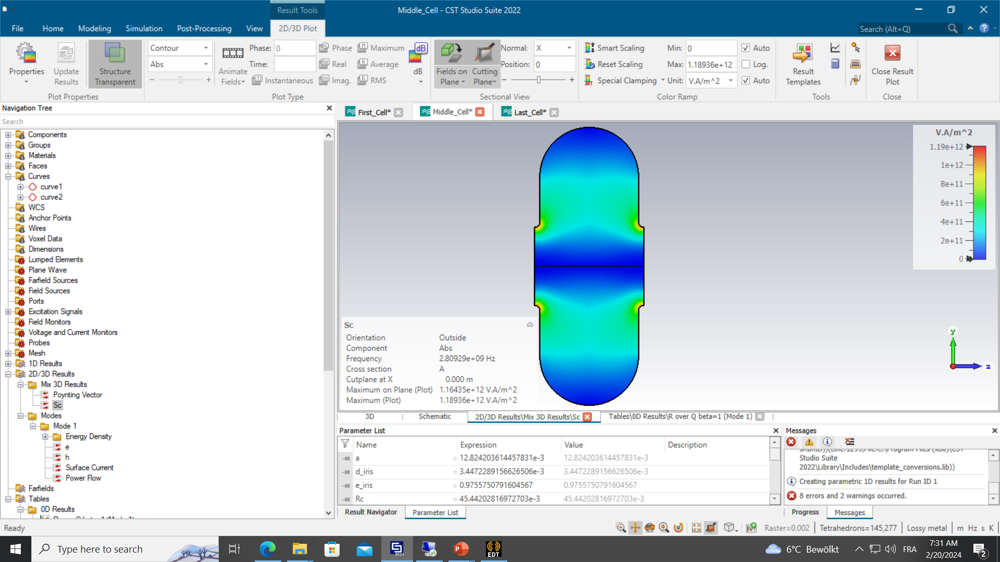 Result Tools
Middle_Cell - CST Studio Suite 2022
File Home Modeling Simulation Post-Processing View 2D/3D Plot
Search (Alt+Q)
Properties
Update Results
Structure Transparent
Plot Properties
Contour
Abs
Animate Fields
Phase: 0
Time:
Instantaneous
Phase
Real
Imag.
Maximum
Average
RMS
dB
dB
Plot Type
Fields on Plane
Cutting Plane
Normal: X
Position: 0
Sectional View
Smart Scaling
Reset Scaling
Special Clamping
Min: 0
Max: 1.18936e+12
Unit: V.A/m^2
Auto
Log.
Auto
Color Ramp
Result Templates
Tools
Close Result Plot
Close
Navigation Tree
Search
Components
Groups
Materials
Faces
Curves
curve1
curve2
WCS
Anchor Points
Wires
Voxel Data
Dimensions
Lumped Elements
Plane Wave
Farfield Sources
Field Sources
Ports
Excitation Signals
Field Monitors
Voltage and Current Monitors
Probes
Mesh
1D Results
2D/3D Results
Mix 3D Results
Poynting Vector
Sc
Modes
Mode 1
Energy Density
e
h
Surface Current
Power Flow
Farfields
Tables
0D Results
First_Cell* Middle_Cell* Last_Cell*
V.A/m^2
1.19e+12
1e+12
8e+11
6e+11
4e+11
2e+11
0
Sc
Orientation Outside
Component Abs
Frequency 2.80929e+09 Hz
Cross section A
Cutplane at X 0.000 m
Maximum on Plane (Plot) 1.16435e+12 V.A/m^2
Maximum (Plot) 1.18936e+12 V.A/m^2
y
z
3D Schematic 2D/3D Results\Mix 3D Results\Sc Tables\0D Results\R over Q beta=1 (Mode 1)
Parameter List
Name Expression Value Description
a = 12.824203614457831e-3 12.824203614457831e-3
d_iris = 3.4472289156626506e-3 3.4472289156626506e-3
e_iris = 0.9755750791604567 0.9755750791604567
Rc = 45.44202816972703e-3 45.44202816972703e-3
Result Navigator Parameter List
Messages
Studio Suite
2022\Library\Includes\template_conversions.lib))
Creating parametric 1D results for Run ID 1
8 errors and 2 warnings occurred.
Progress Messages
Ready
Raster=0.002 Tetrahedrons=145,277 Lossy metal m Hz s K
Type here to search
2022
EDT
6°C Bewölkt
FRA
7:31 AM
2/20/2024
2